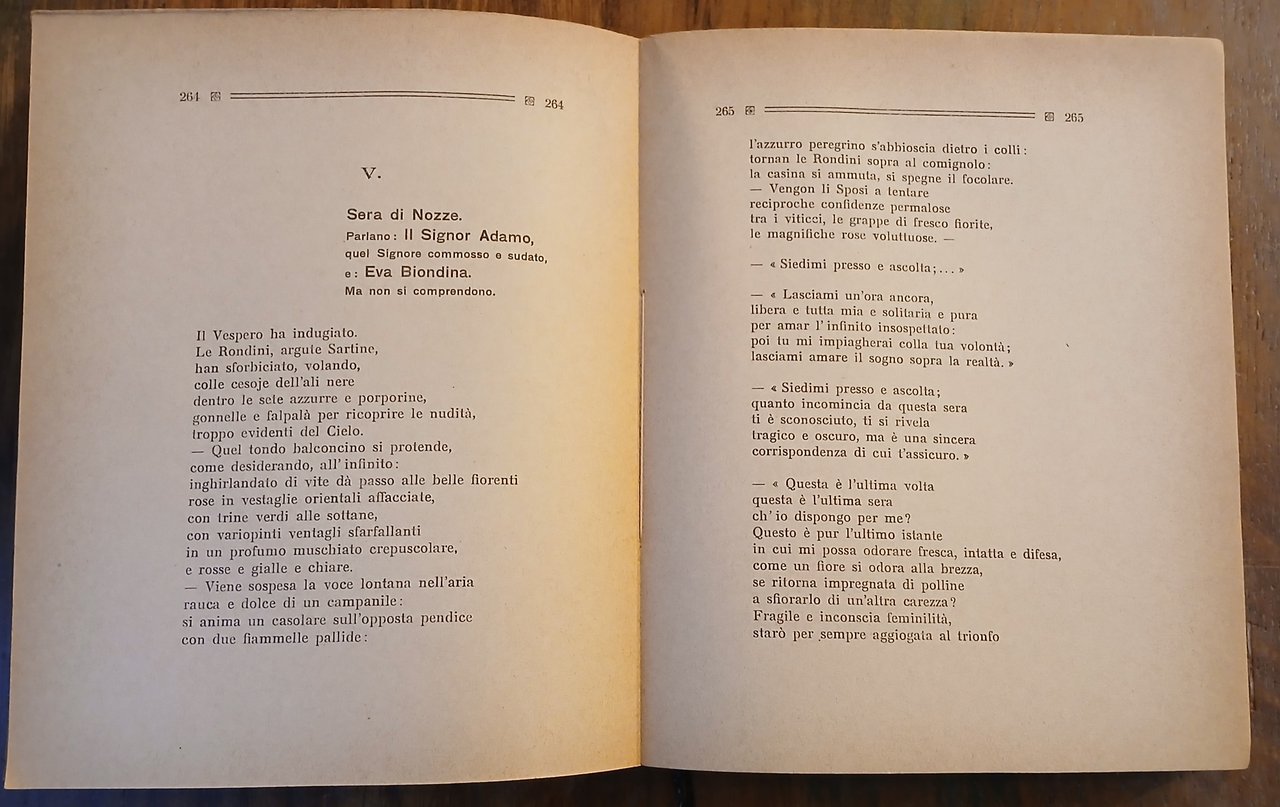 264 264
V.
Sera di Nozze.
Parlano: Il Signor Adamo,
quel Signore commosso e sudato,
e: Eva Biondina.
Ma non si comprendono.
Il Vespero ha indugiato.
Le Rondini, argute Sartine,
han sforbiciato, volando,
colle cesoje dell'ali nere
dentro le sete azzurre e porporine,
gonnelle e falpalà per ricoprire le nudità,
troppo evidenti del Cielo.
— Quel tondo balconcino si protende,
come desiderando, all'infinito:
inghirlandato di vite dà passo alle belle fiorenti
rose in vestaglie orientali affacciate,
con trine verdi alle sottane,
con variopinti ventagli sfarfallanti
in un profumo muschiato crepuscolare,
e rosse e gialle e chiare.
— Viene sospesa la voce lontana nell'aria
rauca e dolce di un campanile:
si anima un casolare sull'opposta pendice
con due fiammelle pallide:
265 265
l'azzurro peregrino s'abbioscia dietro i colli:
tornan le Rondini sopra al comignolo:
la casina si ammuta, si spegne il focolare.
— Vengon li Sposi a tentare
reciproche confidenze permalose
tra i viticci, le grappe di fresco fiorite,
le magnifiche rose voluttuose. —
— « Siedimi presso e ascolta;... »
— « Lasciami un'ora ancora,
libera e tutta mia e solitaria e pura
per amar l'infinito insospettato:
poi tu mi impiagherai colla tua volontà;
lasciami amare il sogno sopra la realtà. »
— « Siedimi presso e ascolta;
quanto incomincia da questa sera
ti è sconosciuto, ti si rivela
tragico e oscuro, ma è una sincera
corrispondenza di cui t'assicuro. »
— « Questa è l'ultima volta
questa è l'ultima sera
ch'io dispongo per me?
Questo è pur l'ultimo istante
in cui mi possa odorare fresca, intatta e difesa,
come un fiore si odora alla brezza,
se ritorna impregnata di polline
a sfiorarlo di un'altra carezza?
Fragile e inconscia feminilità,
starò per sempre aggiogata al trionfo